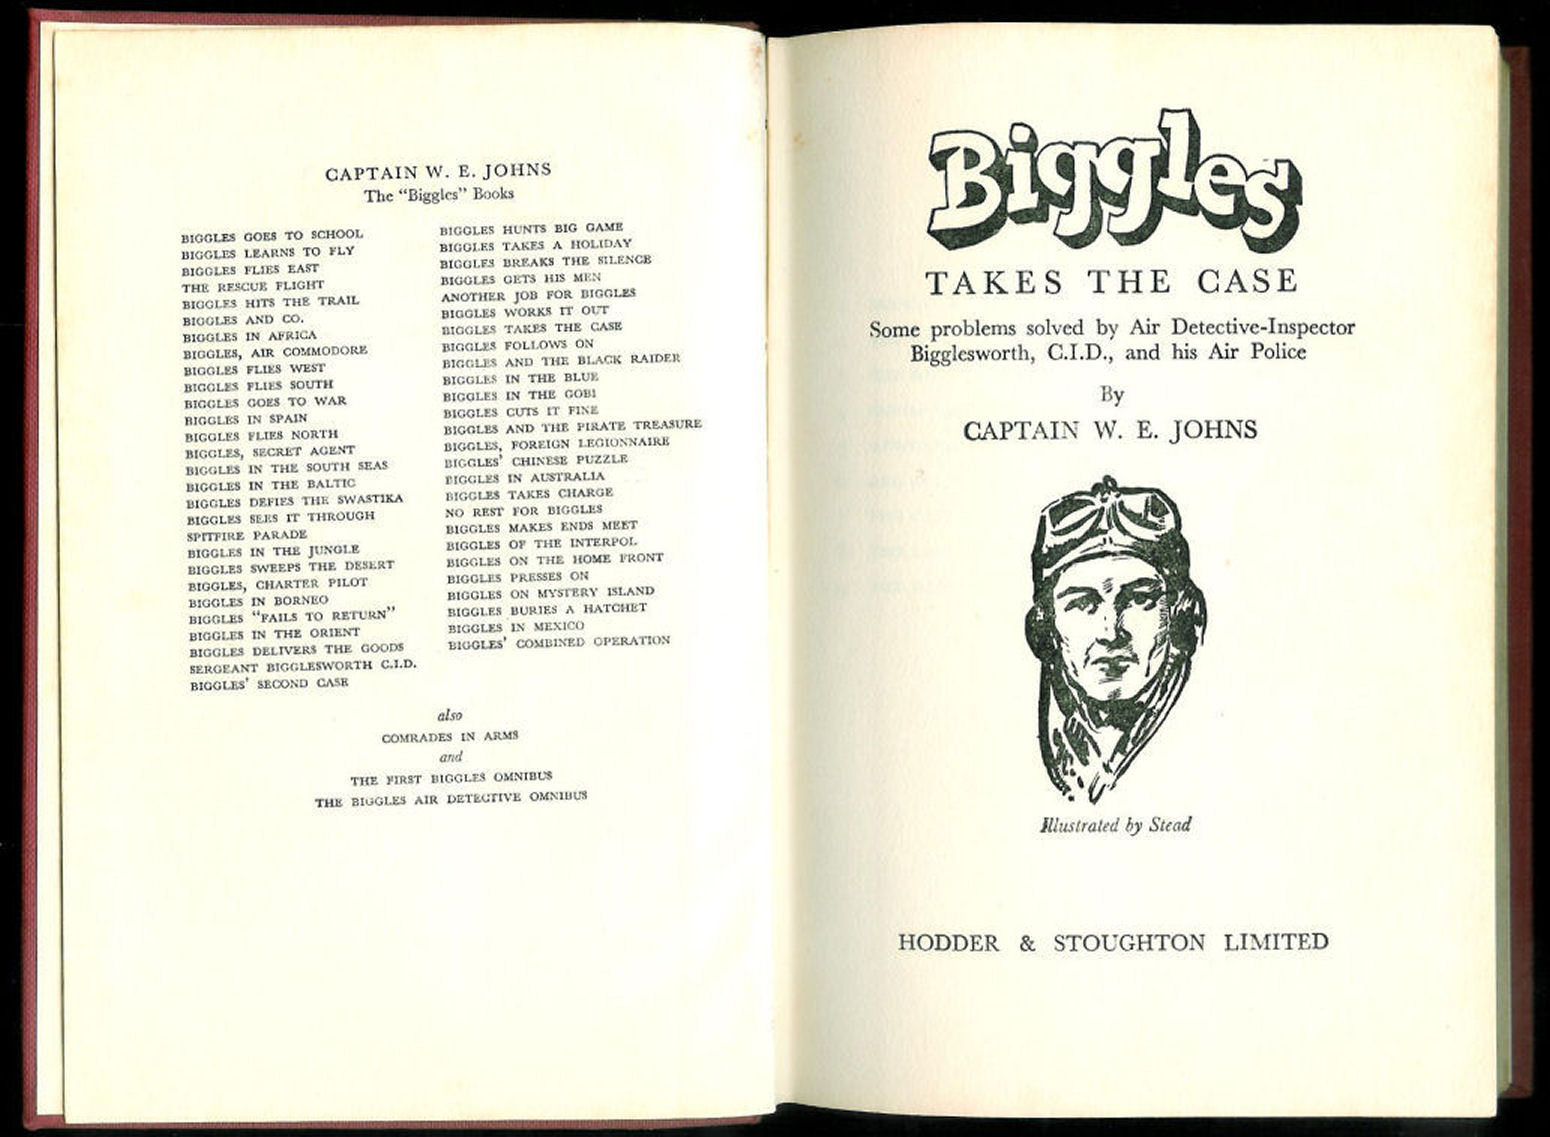 CAPTAIN W. E. JOHNS
The "Biggles" Books
BIGGLES GOES TO SCHOOL
BIGGLES LEARNS TO FLY
BIGGLES FLIES EAST
THE RESCUE FLIGHT
BIGGLES HITS THE TRAIL
BIGGLES AND CO.
BIGGLES IN AFRICA
BIGGLES, AIR COMMODORE
BIGGLES FLIES WEST
BIGGLES FLIES SOUTH
BIGGLES GOES TO WAR
BIGGLES IN SPAIN
BIGGLES FLIES NORTH
BIGGLES, SECRET AGENT
BIGGLES IN THE SOUTH SEAS
BIGGLES IN THE BALTIC
BIGGLES DEFIES THE SWASTIKA
BIGGLES SEES IT THROUGH
SPITFIRE PARADE
BIGGLES IN THE JUNGLE
BIGGLES SWEEPS THE DESERT
BIGGLES, CHARTER PILOT
BIGGLES IN BORNEO
BIGGLES "FAILS TO RETURN"
BIGGLES IN THE ORIENT
BIGGLES DELIVERS THE GOODS
SERGEANT BIGGLESWORTH C.I.D.
BIGGLES' SECOND CASE
BIGGLES HUNTS BIG GAME
BIGGLES TAKES A HOLIDAY
BIGGLES BREAKS THE SILENCE
BIGGLES GETS HIS MEN
ANOTHER JOB FOR BIGGLES
BIGGLES WORKS IT OUT
BIGGLES TAKES THE CASE
BIGGLES FOLLOWS ON
BIGGLES AND THE BLACK RAIDER
BIGGLES IN THE BLUE
BIGGLES IN THE GOBI
BIGGLES CUTS IT FINE
BIGGLES AND THE PIRATE TREASURE
BIGGLES, FOREIGN LEGIONNAIRE
BIGGLES' CHINESE PUZZLE
BIGGLES IN AUSTRALIA
BIGGLES TAKES CHARGE
NO REST FOR BIGGLES
BIGGLES MAKES ENDS MEET
BIGGLES OF THE INTERPOL
BIGGLES ON THE HOME FRONT
BIGGLES PRESSES ON
BIGGLES ON MYSTERY ISLAND
BIGGLES BURIES A HATCHET
BIGGLES IN MEXICO
BIGGLES' COMBINED OPERATION
also
COMRADES IN ARMS
and
THE FIRST BIGGLES OMNIBUS
THE BIGGLES AIR DETECTIVE OMNIBUS
Biggles
TAKES THE CASE
Some problems solved by Air Detective-Inspector
Bigglesworth, C.I.D., and his Air Police
By
CAPTAIN W. E. JOHNS
Illustrated by Stead
HODDER & STOUGHTON LIMITED